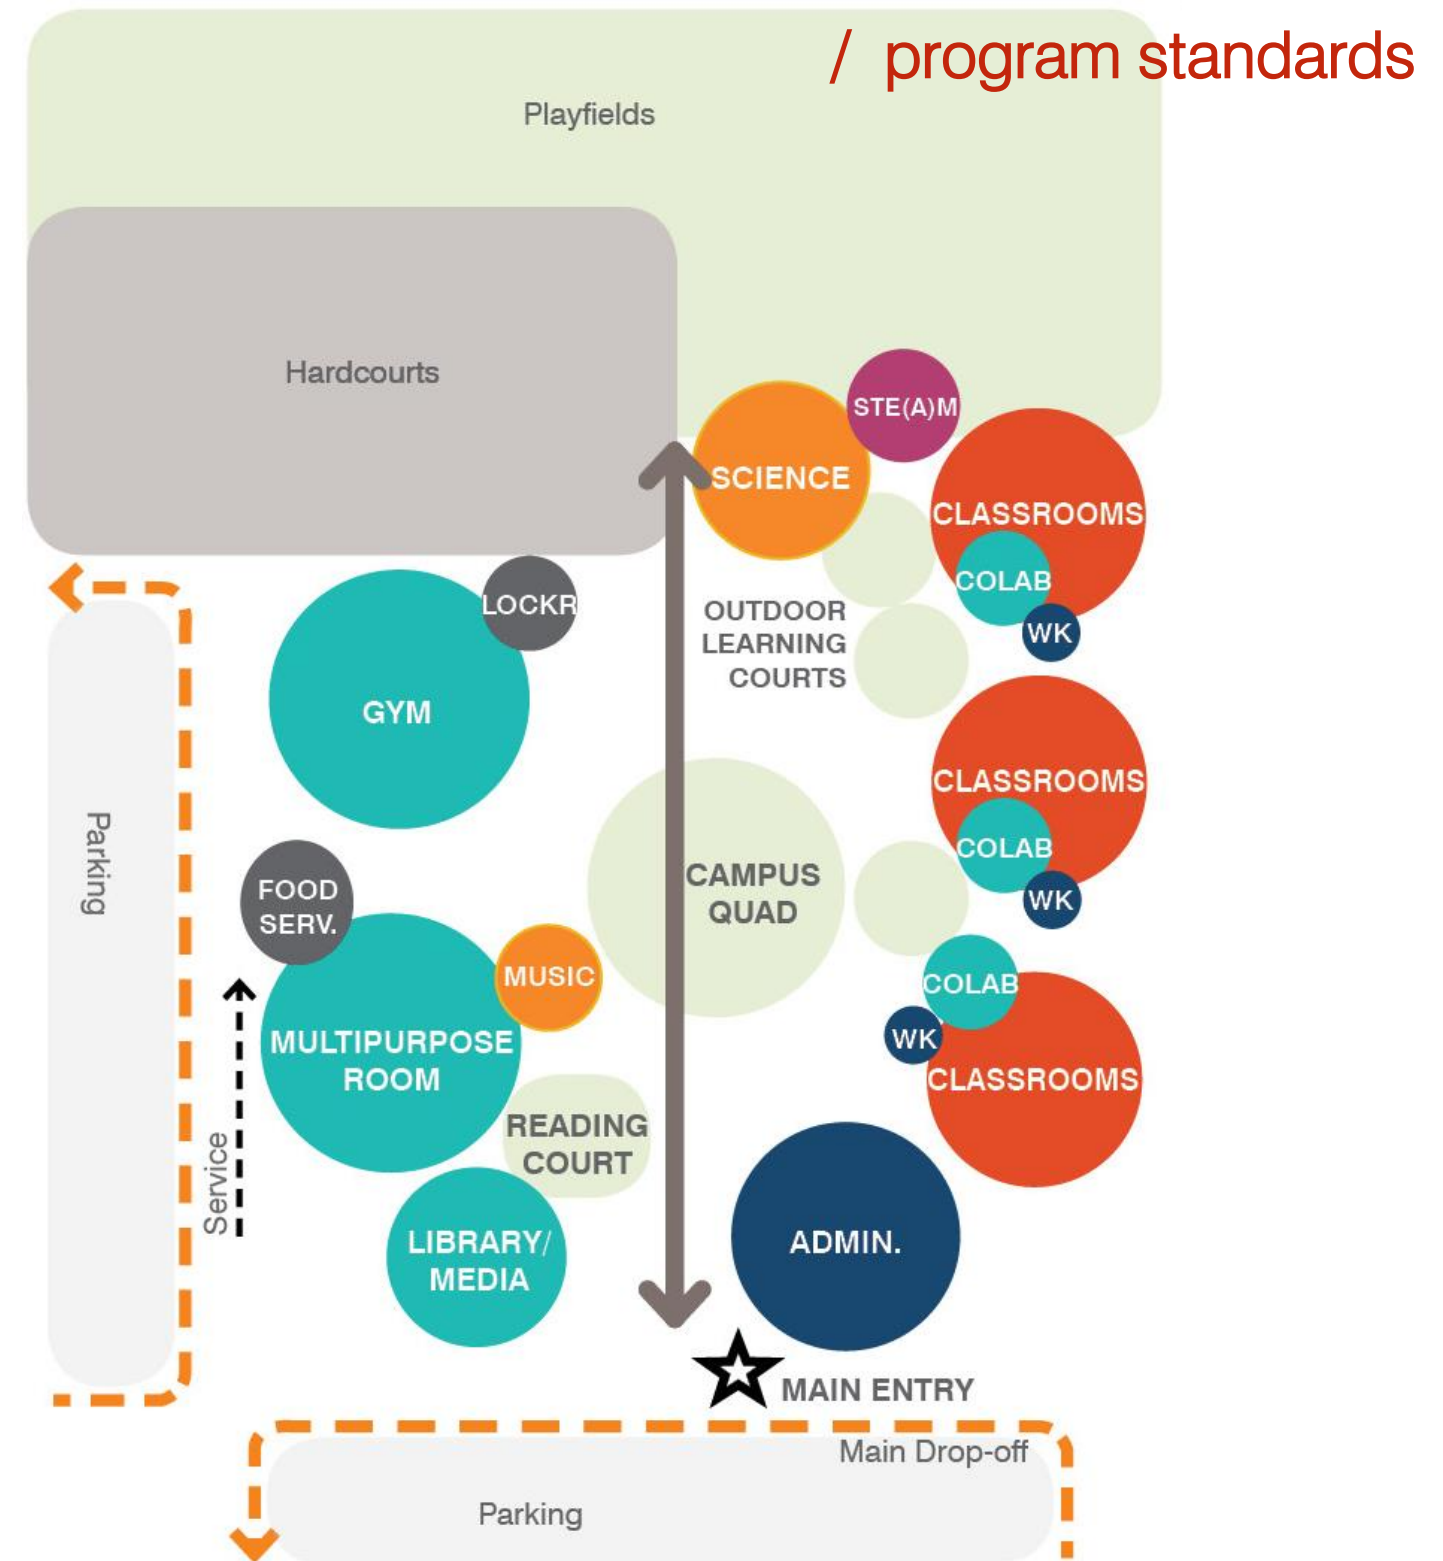 / program standards
Playfields
Hardcourts
STE(A)M
SCIENCE
CLASSROOMS
COLAB
WK
LOCKR
OUTDOOR
LEARNING
COURTS
GYM
CLASSROOMS
COLAB
WK
Parking
FOOD
SERV.
CAMPUS
QUAD
MUSIC
COLAB
WK
CLASSROOMS
MULTIPURPOSE
ROOM
READING
COURT
Service
LIBRARY/
MEDIA
ADMIN.
MAIN ENTRY
Main Drop-off
Parking